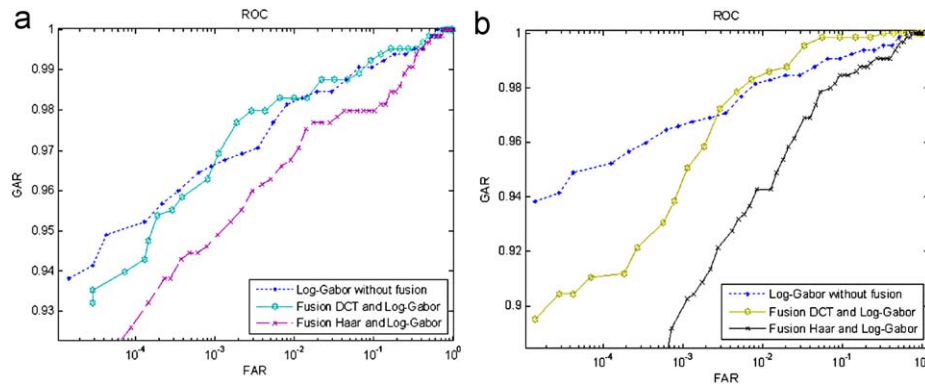 a
ROC
1
0.99
0.98
0.97
0.96
0.95
0.94
0.93
GAR
Log-Gabor without fusion
Fusion DCT and Log-Gabor
Fusion Haar and Log-Gabor
10⁻⁴
10⁻³
10⁻²
10⁻¹
10⁰
FAR
b
ROC
1
0.98
0.96
0.94
0.92
0.9
GAR
Log-Gabor without fusion
Fusion DCT and Log-Gabor
Fusion Haar and Log-Gabor
10⁻⁴
10⁻³
10⁻²
10⁻¹
10⁰
FAR